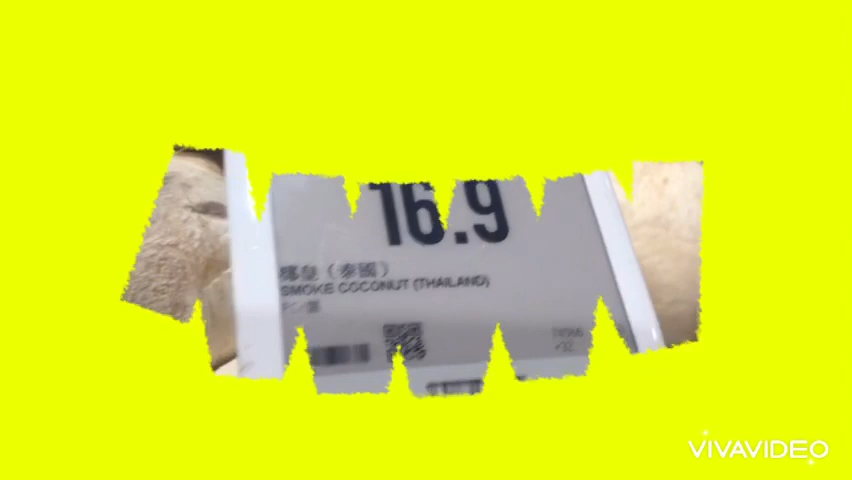 16.9
椰皇（泰國）
SMOKE COCONUT (THAILAND)
VIVAVIDEO